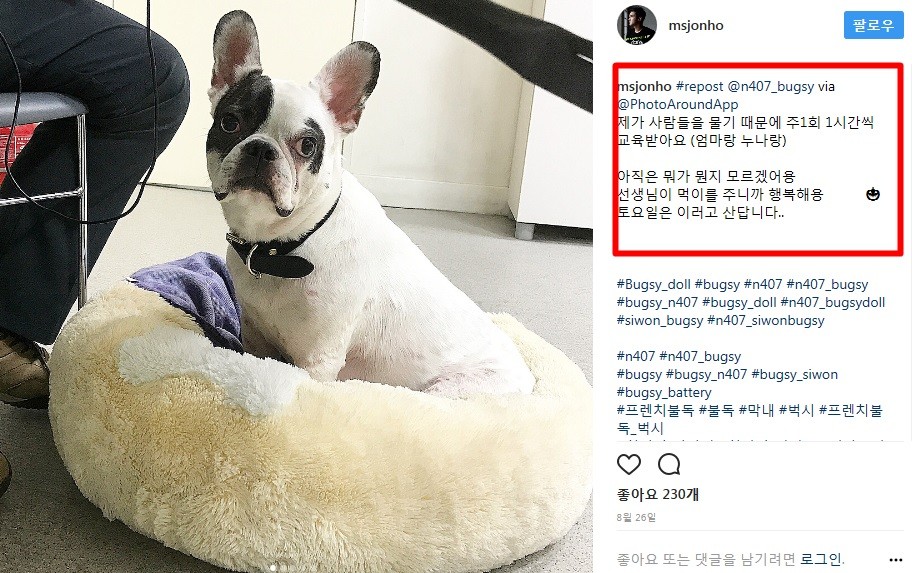 msjonho
팔로우
msjonho #repost @n407_bugsy via
@PhotoAroundApp
제가 사람들을 물기 때문에 주1회 1시간씩
교육받아요 (엄마랑 누나랑)
아직은 뭐가 뭔지 모르겠어용
선생님이 먹이를 주니까 행복해용
토요일은 이러고 산답니다..
#Bugsy_doll #bugsy #n407 #n407_bugsy
#bugsy_n407 #bugsy_doll #n407_bugsydoll
#siwon_bugsy #n407_siwonbugsy
#n407 #n407_bugsy
#bugsy #bugsy_n407 #bugsy_siwon
#bugsy_battery
#프렌치불독 #불독 #막내 #벅시 #프렌치불
독_벅시
좋아요 230개
8월 26일
좋아요 또는 댓글을 남기려면 로그인.